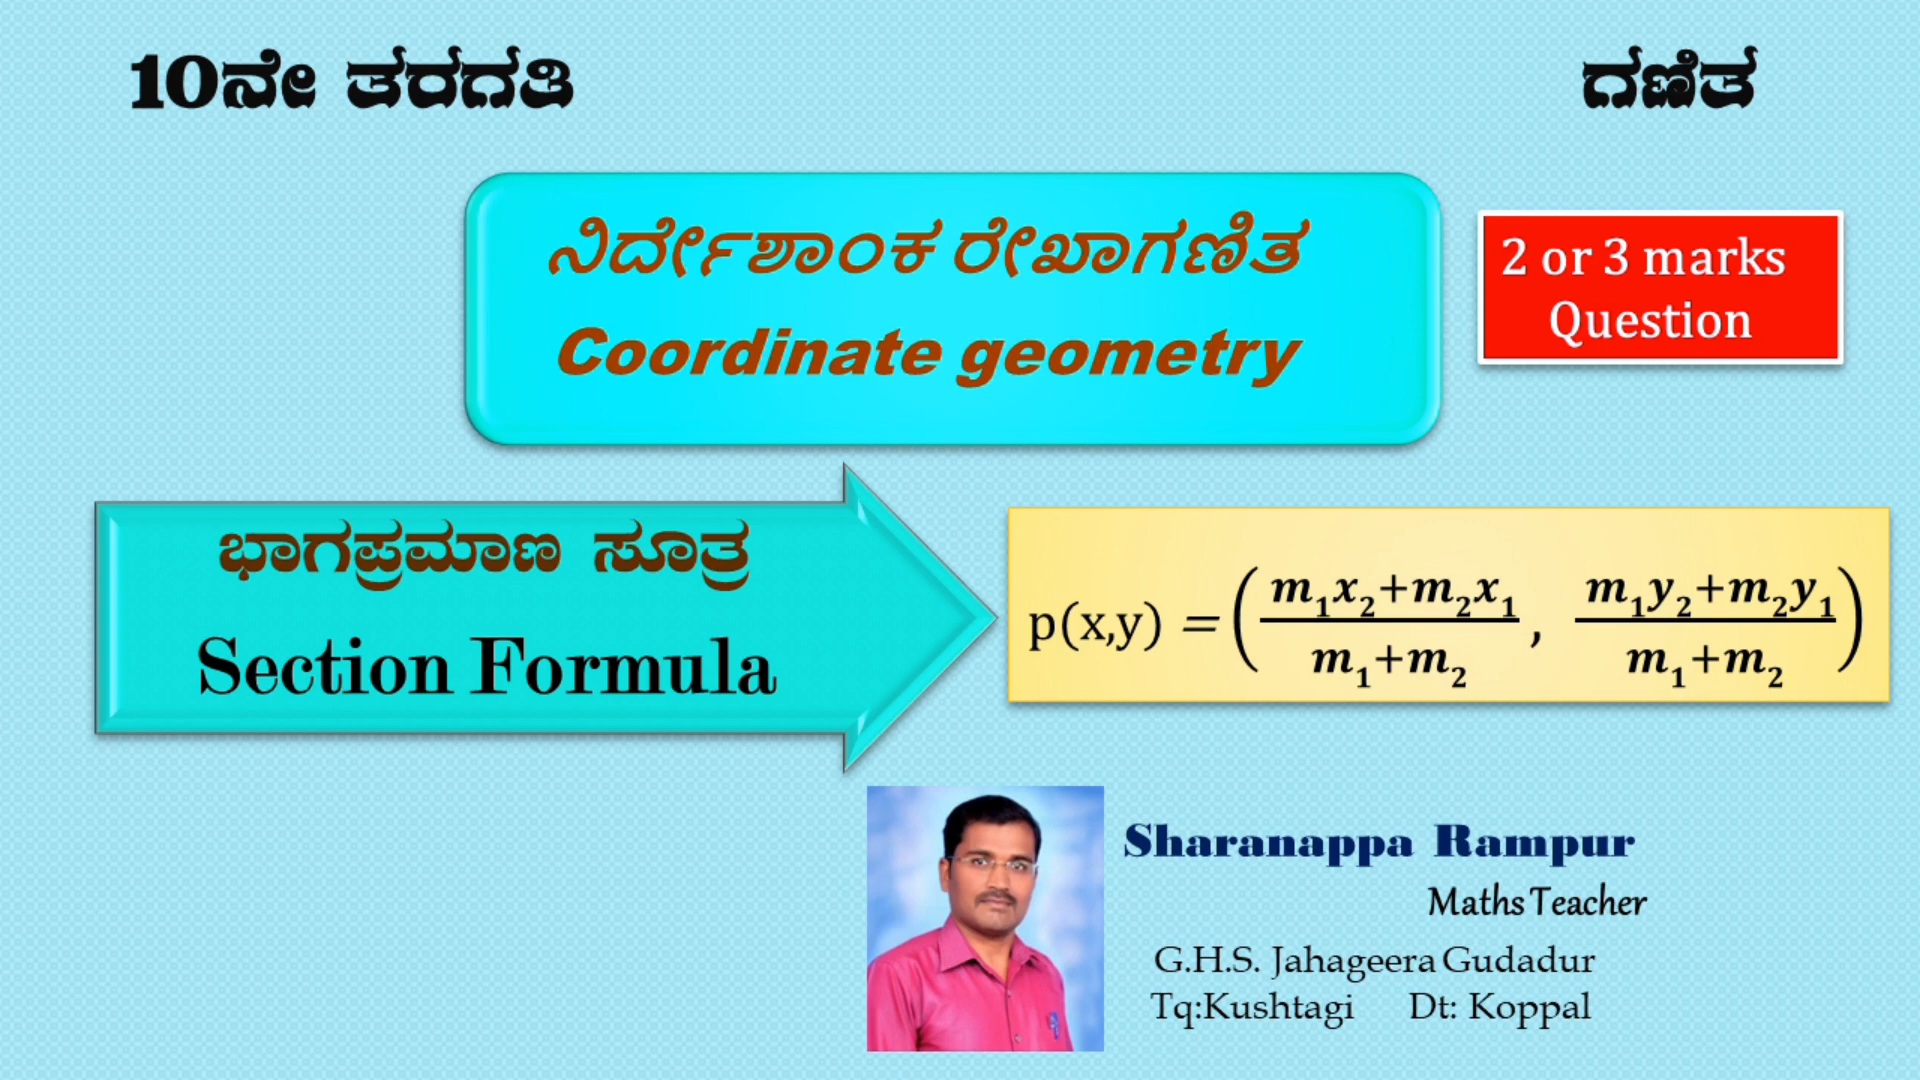 10ನೇ ತರಗತಿ
ಗಣಿತ
ನಿರ್ದೇಶಾಂಕ ರೇಖಾಗಣಿತ
Coordinate geometry
2 or 3 marks
Question
ಭಾಗಪ್ರಮಾಣ ಸೂತ್ರ
Section Formula
p(x,y) = (m₁x₂+m₂x₁ / m₁+m₂ , m₁y₂+m₂y₁ / m₁+m₂)
Sharanappa Rampur
Maths Teacher
G.H.S. Jahageera Gudadur
Tq:Kushtagi Dt: Koppal